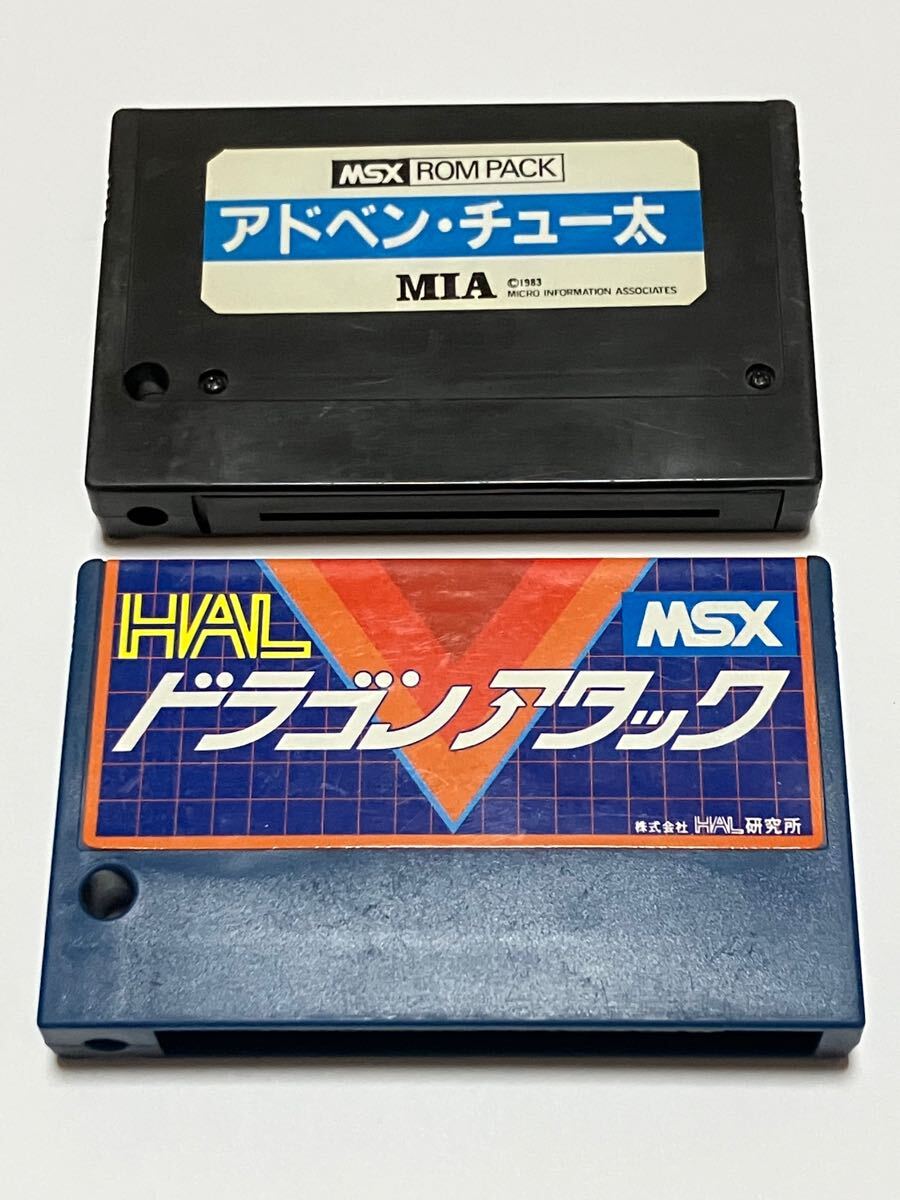 MSX ROM PACK
アドベン・チュー太
MIA ©1983
MICRO INFORMATION ASSOCIATES
HAL MSX
ドラゴンアタック
株式会社 HAL研究所